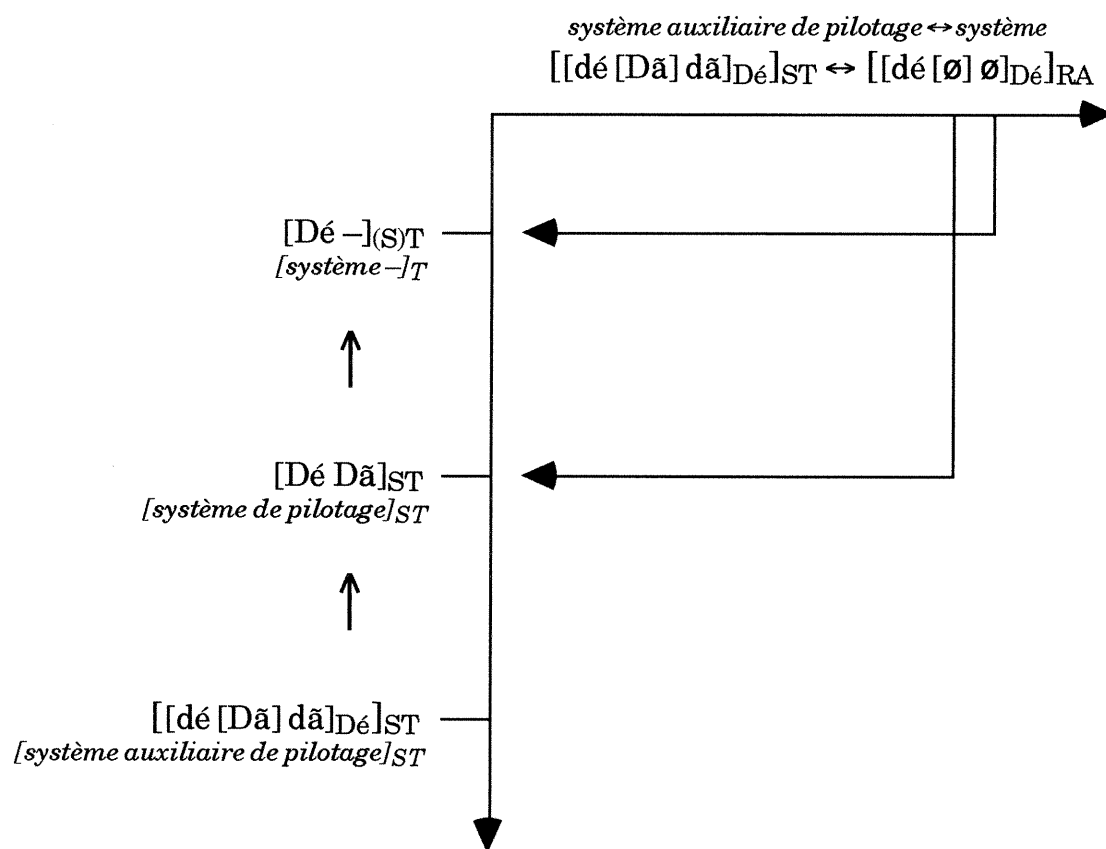 système auxiliaire de pilotage ↔ système
[[dé [Dã] dã]Dé]ST ↔ [[dé [ø] ø]Dé]RA
[Dé –](S)T
[système –]T
[Dé Dã]ST
[système de pilotage]ST
[[dé [Dã] dã]Dé]ST
[système auxiliaire de pilotage]ST